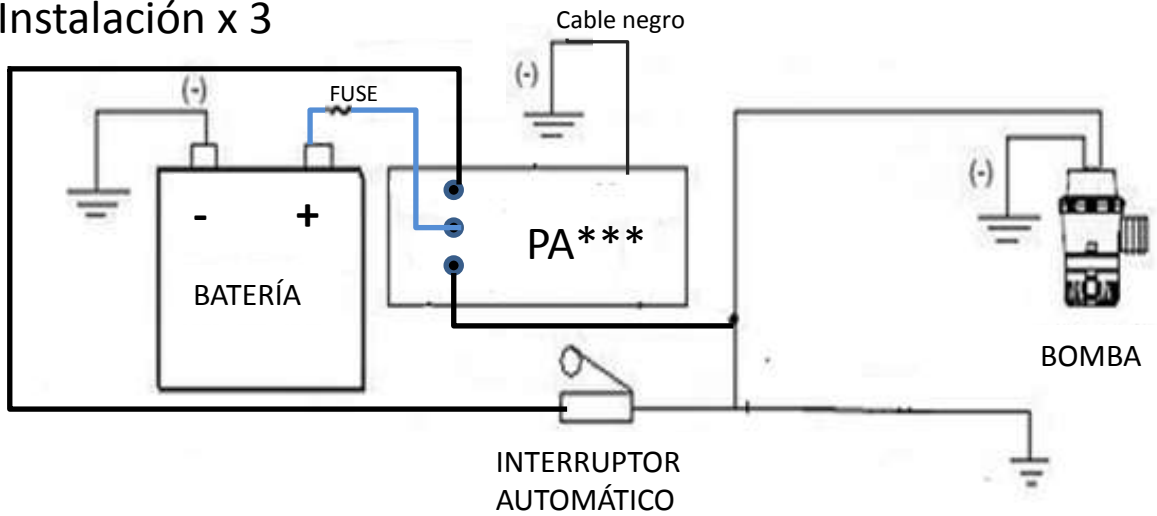 Instalación x 3
Cable negro
(-)
FUSE
(-)
(-)
- +
PA***
BATERÍA
BOMBA
INTERRUPTOR
AUTOMÁTICO